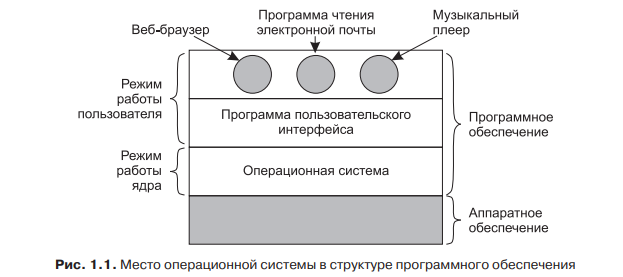 Веб-браузер
Программа чтения
электронной почты
Музыкальный
плеер
Режим
работы
пользователя
Программа пользовательского
интерфейса
Программное
обеспечение
Режим
работы
ядра
Операционная система
Аппаратное
обеспечение
Рис. 1.1. Место операционной системы в структуре программного обеспечения